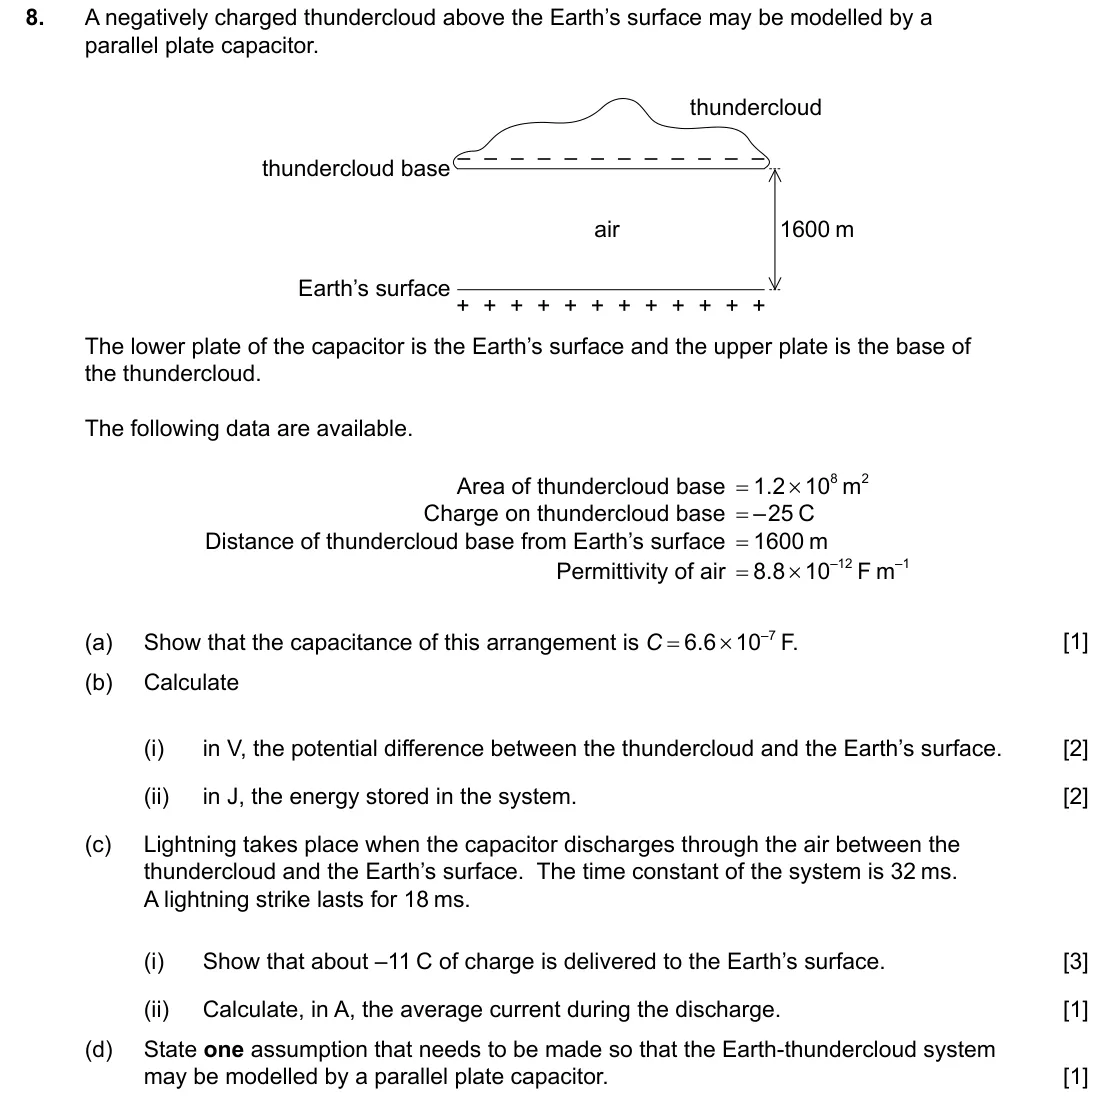 8. A negatively charged thundercloud above the Earth’s surface may be modelled by a
parallel plate capacitor.
thundercloud
thundercloud base
air
1600 m
Earth’s surface
+ + + + + + + + + + + +
The lower plate of the capacitor is the Earth’s surface and the upper plate is the base of
the thundercloud.
The following data are available.
Area of thundercloud base = 1.2 × 10⁸ m²
Charge on thundercloud base = –25 C
Distance of thundercloud base from Earth’s surface = 1600 m
Permittivity of air = 8.8 × 10⁻¹² F m⁻¹
(a) Show that the capacitance of this arrangement is C = 6.6 × 10⁻⁷ F. [1]
(b) Calculate
(i) in V, the potential difference between the thundercloud and the Earth’s surface. [2]
(ii) in J, the energy stored in the system. [2]
(c) Lightning takes place when the capacitor discharges through the air between the
thundercloud and the Earth’s surface. The time constant of the system is 32 ms.
A lightning strike lasts for 18 ms.
(i) Show that about –11 C of charge is delivered to the Earth’s surface. [3]
(ii) Calculate, in A, the average current during the discharge. [1]
(d) State one assumption that needs to be made so that the Earth-thundercloud system
may be modelled by a parallel plate capacitor. [1]